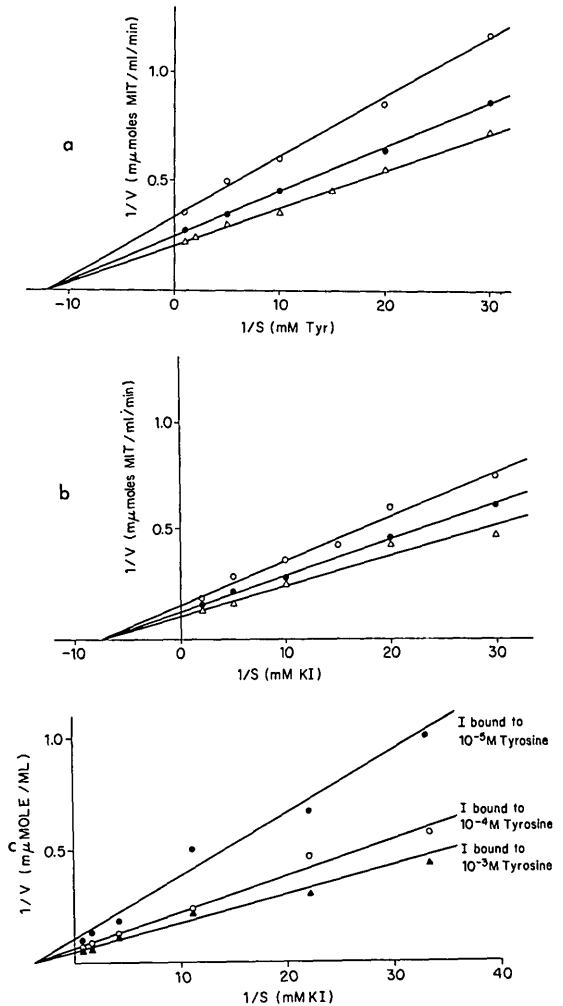 a
1/V (mμmoles MIT/ml/min)
1.0
0.5
-10
0
10
20
30
1/S (mM Tyr)
b
1/V (mμmoles MIT/ml/min)
1.0
0.5
-10
0
10
20
30
1/S (mM KI)
c
1/V (mμMOLE/ML)
1.0
0.5
10
20
30
40
1/S (mM KI)
I bound to
10⁻⁵M Tyrosine
I bound to
10⁻⁴M Tyrosine
I bound to
10⁻³M Tyrosine